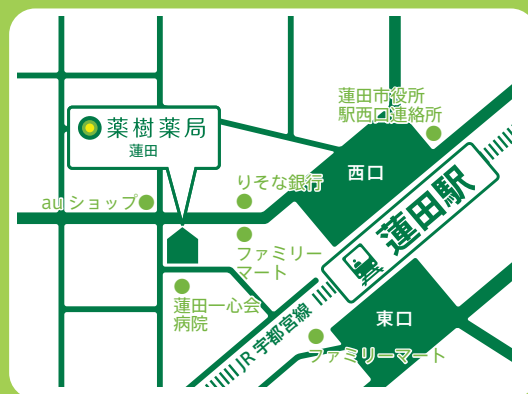 蓮田市役所
駅西口連絡所
薬樹薬局
蓮田
西口
りそな銀行
auショップ
蓮田駅
ファミリー
マート
蓮田一心会
病院
JR 宇都宮線
東口
ファミリーマート